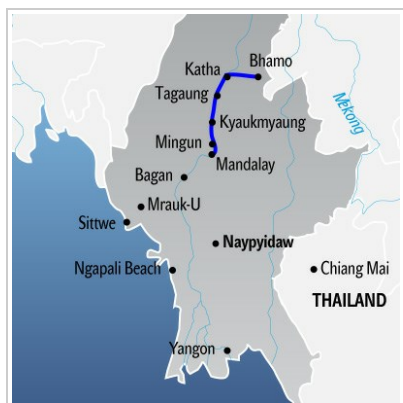 Katha
Bhamo
Tagaung
Kyaukmyaung
Mekong
Mingun
Mandalay
Bagan
Mrauk-U
Sittwe
Naypyidaw
Ngapali Beach
Chiang Mai
THAILAND
Yangon